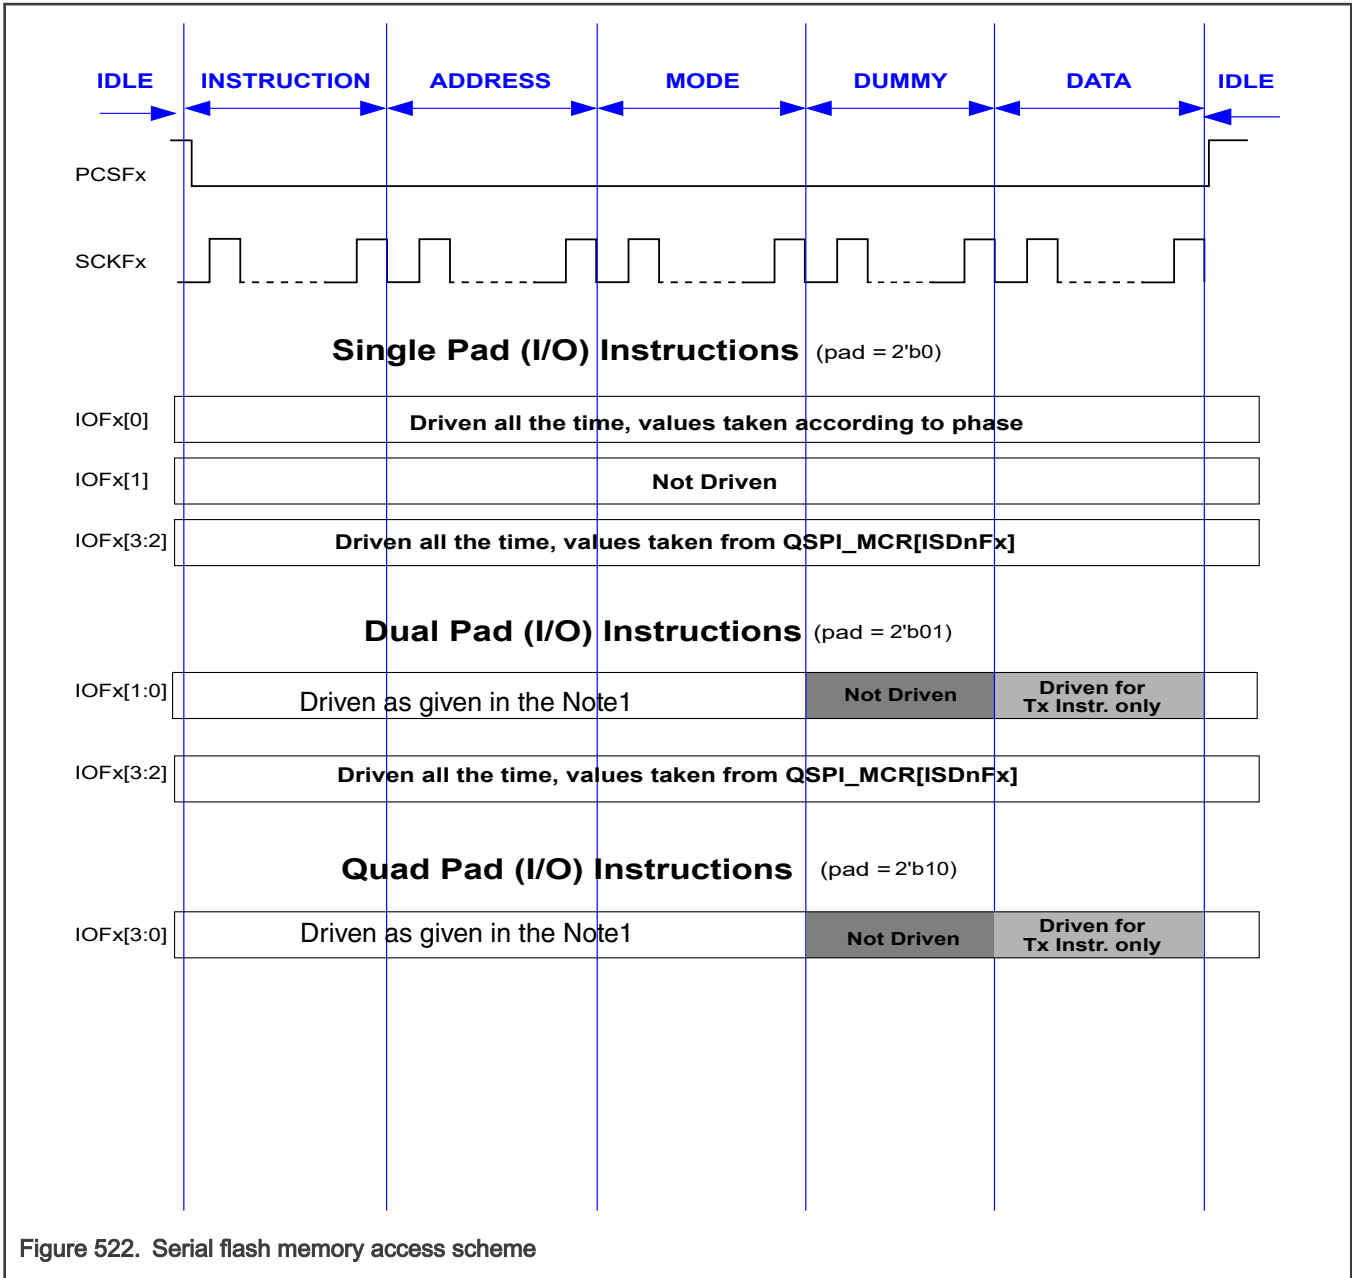 IDLE INSTRUCTION ADDRESS MODE DUMMY DATA IDLE
PCSFx
SCKFx
Single Pad (I/O) Instructions (pad = 2'b0)
IOFx[0] Driven all the time, values taken according to phase
IOFx[1] Not Driven
IOFx[3:2] Driven all the time, values taken from QSPI_MCR[ISDnFx]
Dual Pad (I/O) Instructions (pad = 2'b01)
IOFx[1:0] Driven as given in the Note1 Not Driven Driven for
Tx Instr. only
IOFx[3:2] Driven all the time, values taken from QSPI_MCR[ISDnFx]
Quad Pad (I/O) Instructions (pad = 2'b10)
IOFx[3:0] Driven as given in the Note1 Not Driven Driven for
Tx Instr. only
Figure 522. Serial flash memory access scheme